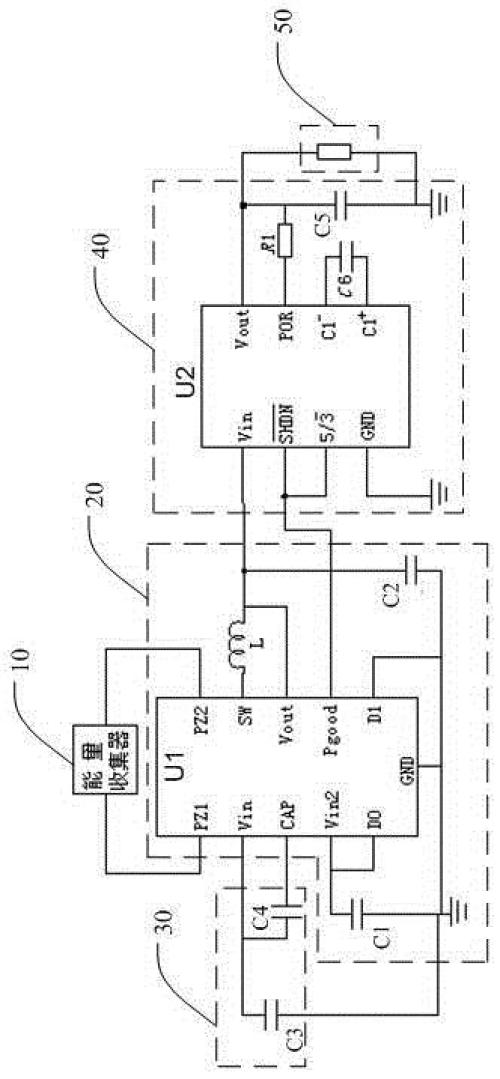 10
20
40
50
30
能量
收集器
U1
PZ1
PZ2
Vin
SW
CAP
Vout
Vin2
Pgood
D0
D1
GND
L
C1
C2
C3
C4
U2
Vin
Vout
SHDN
POR
5/3
C1-
GND
C1+
R1
C5
C6